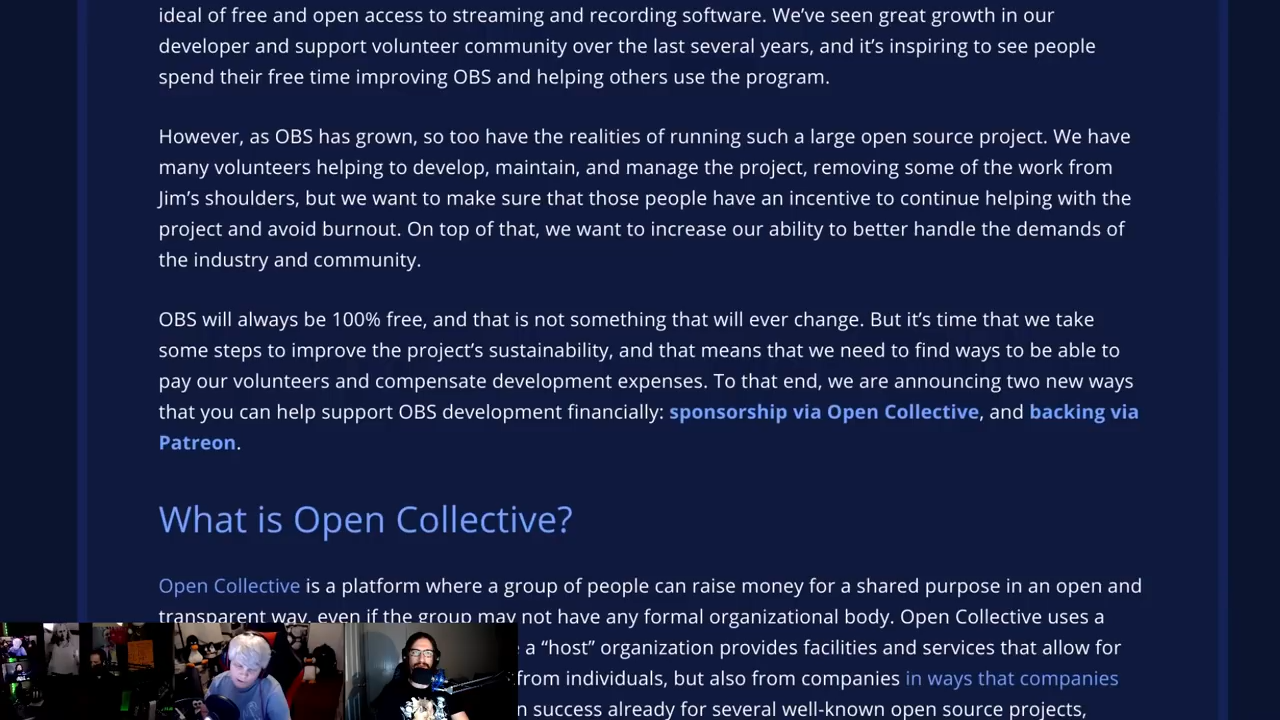 ideal of free and open access to streaming and recording software. We’ve seen great growth in our
developer and support volunteer community over the last several years, and it’s inspiring to see people
spend their free time improving OBS and helping others use the program.
However, as OBS has grown, so too have the realities of running such a large open source project. We have
many volunteers helping to develop, maintain, and manage the project, removing some of the work from
Jim’s shoulders, but we want to make sure that those people have an incentive to continue helping with the
project and avoid burnout. On top of that, we want to increase our ability to better handle the demands of
the industry and community.
OBS will always be 100% free, and that is not something that will ever change. But it’s time that we take
some steps to improve the project’s sustainability, and that means that we need to find ways to be able to
pay our volunteers and compensate development expenses. To that end, we are announcing two new ways
that you can help support OBS development financially: sponsorship via Open Collective, and backing via
Patreon.
What is Open Collective?
Open Collective is a platform where a group of people can raise money for a shared purpose in an open and
transparent way, even if the group may not have any formal organizational body. Open Collective uses a
a “host” organization provides facilities and services that allow for
from individuals, but also from companies in ways that companies
success already for several well-known open source projects,